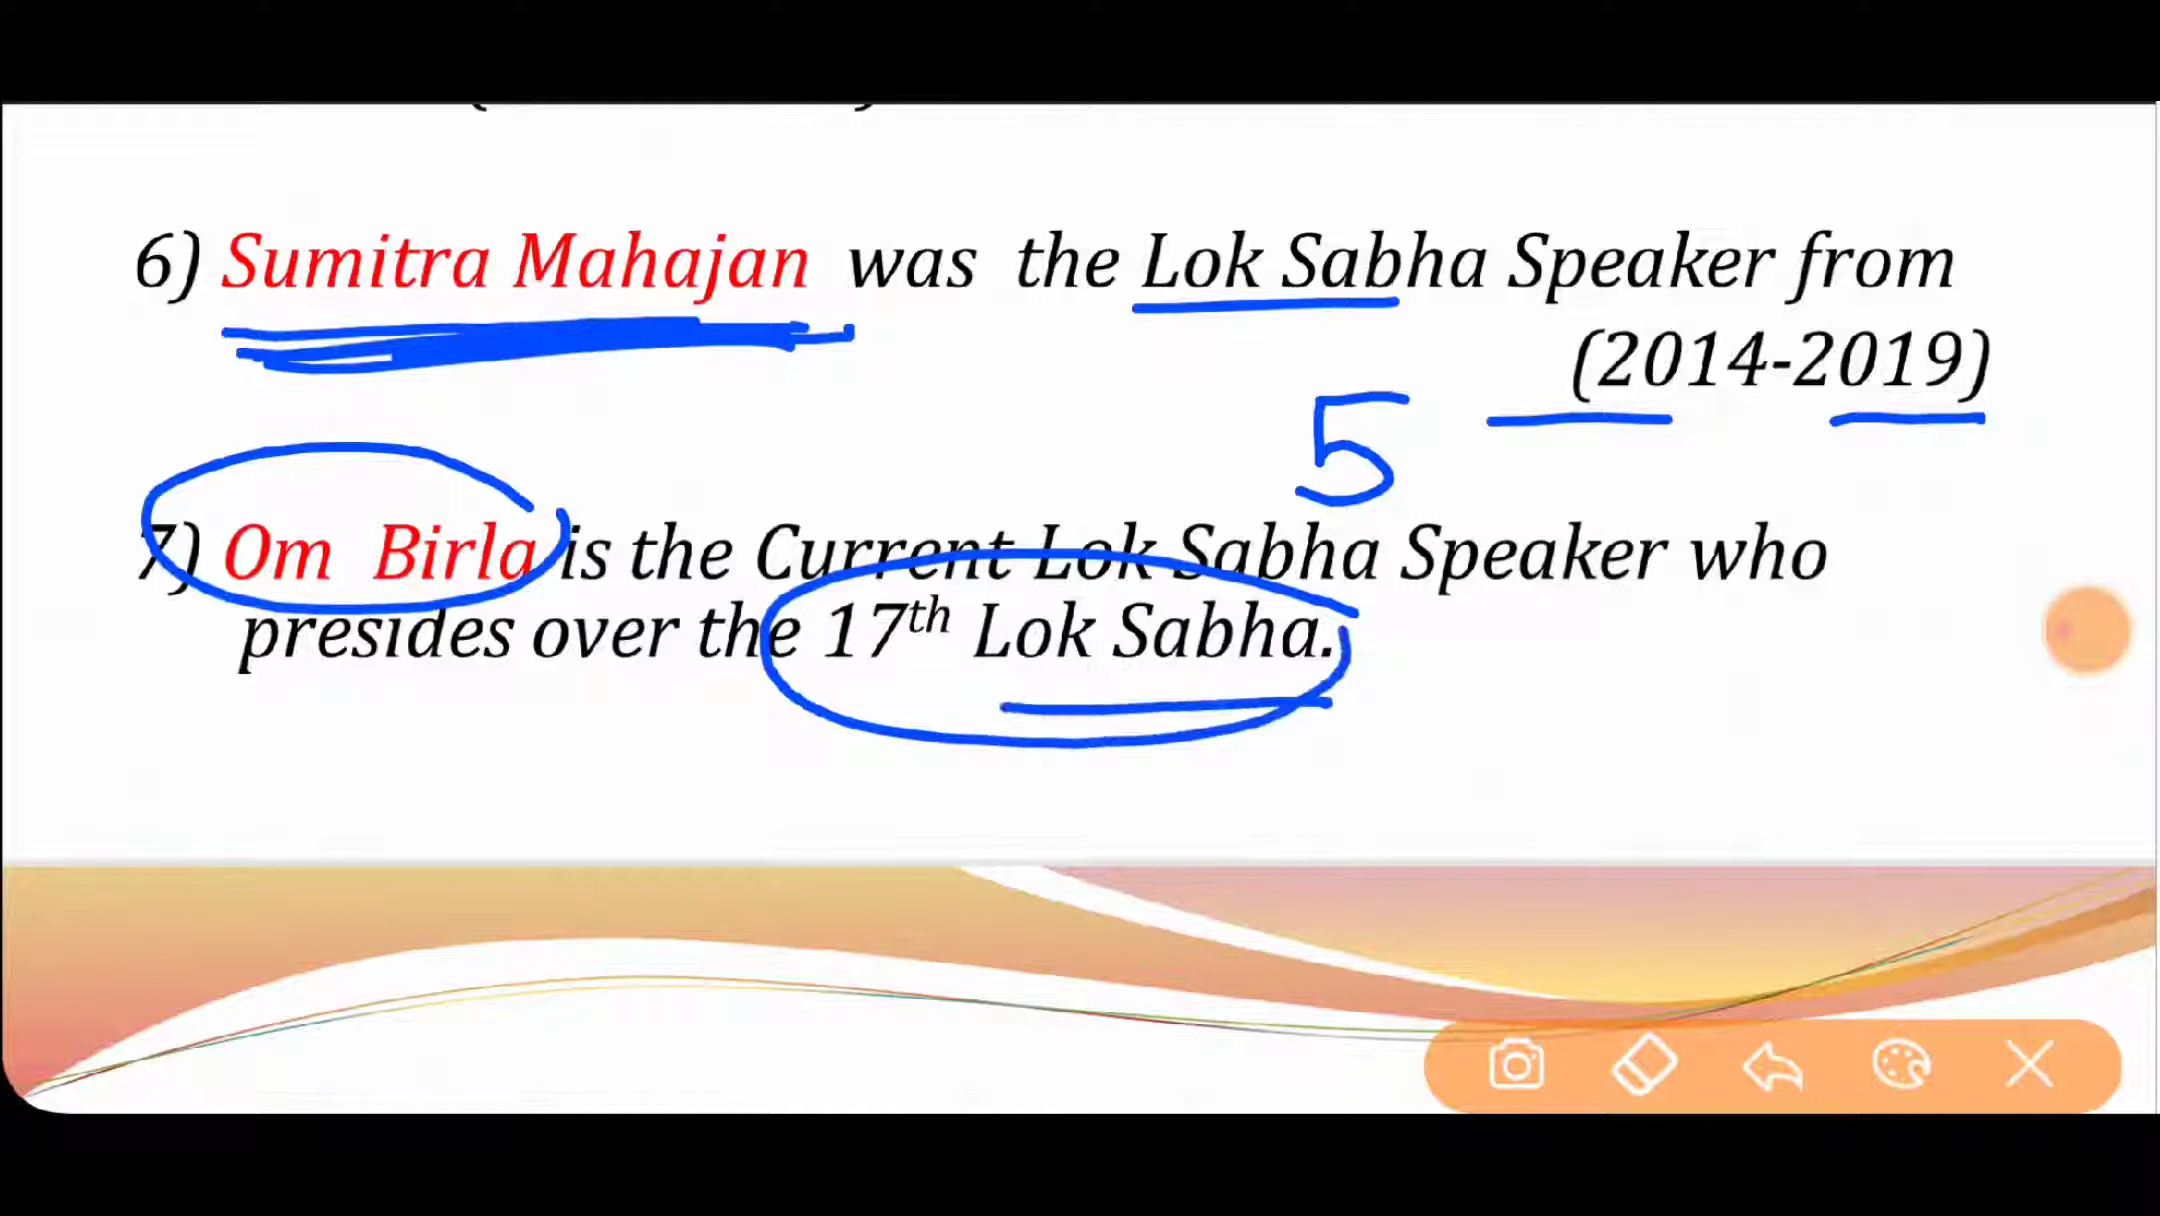 6) Sumitra Mahajan was the Lok Sabha Speaker from
(2014-2019)
5
7) Om Birla is the Current Lok Sabha Speaker who
presides over the 17th Lok Sabha.